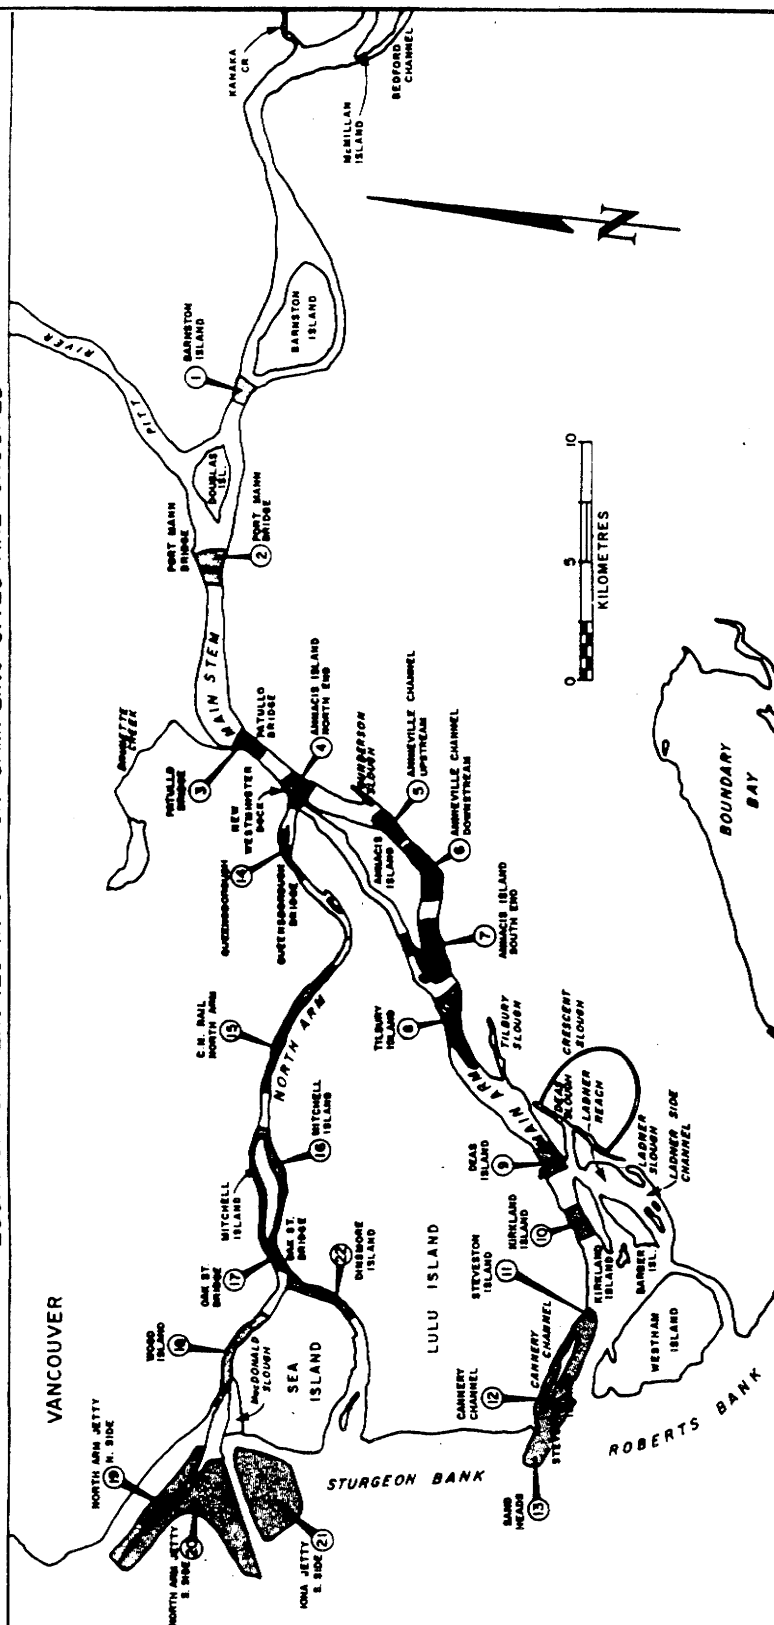 KANAKA
CR
BEDFORD
CHANNEL
McMILLAN
ISLAND
N
PITT
RIVER
1
BARNSTON
ISLAND
BARNSTON
ISLAND
DOUGLAS
ISL.
PORT MANN
BRIDGE
2
PORT MANN
BRIDGE
0
5
10
KILOMETRES
MAIN STEM
BRUNETTE
CREEK
PATULLO
BRIDGE
3
PATULLO
BRIDGE
NEW
WESTMINSTER
DOCK
4
ANNACIS ISLAND
NORTH END
GUNDERSON
SLOUGH
5
ANNIEVILLE CHANNEL
UPSTREAM
6
ANNIEVILLE CHANNEL
DOWNSTREAM
ANNACIS
ISLAND
7
ANNACIS ISLAND
SOUTH END
QUEENSBOROUGH
14
QUEENSBOROUGH
BRIDGE
C.N. RAIL
NORTH ARM
15
NORTH ARM
TILBURY
ISLAND
8
TILBURY
SLOUGH
MAIN ARM
BOUNDARY
BAY
MITCHELL
ISLAND
16
MITCHELL
ISLAND
OAK ST.
BRIDGE
17
OAK ST.
BRIDGE
22
DINSMORE
ISLAND
DEAS
ISLAND
9
DEAS
SLOUGH
CRESCENT
SLOUGH
LADNER
REACH
LADNER
SLOUGH
LADNER SIDE
CHANNEL
10
KIRKLAND
ISLAND
KIRKLAND
ISLAND
BARBER
ISL.
WESTHAM
ISLAND
STEVESTON
ISLAND
11
LULU ISLAND
VANCOUVER
WOOD
ISLAND
18
MacDONALD
SLOUGH
SEA
ISLAND
CANNERY
CHANNEL
12
CANNERY CHANNEL
SAND
HEADS
13
ROBERTS BANK
STURGEON BANK
NORTH ARM JETTY
N. SIDE
19
NORTH ARM JETTY
S. SIDE
20
IONA JETTY
S. SIDE
21